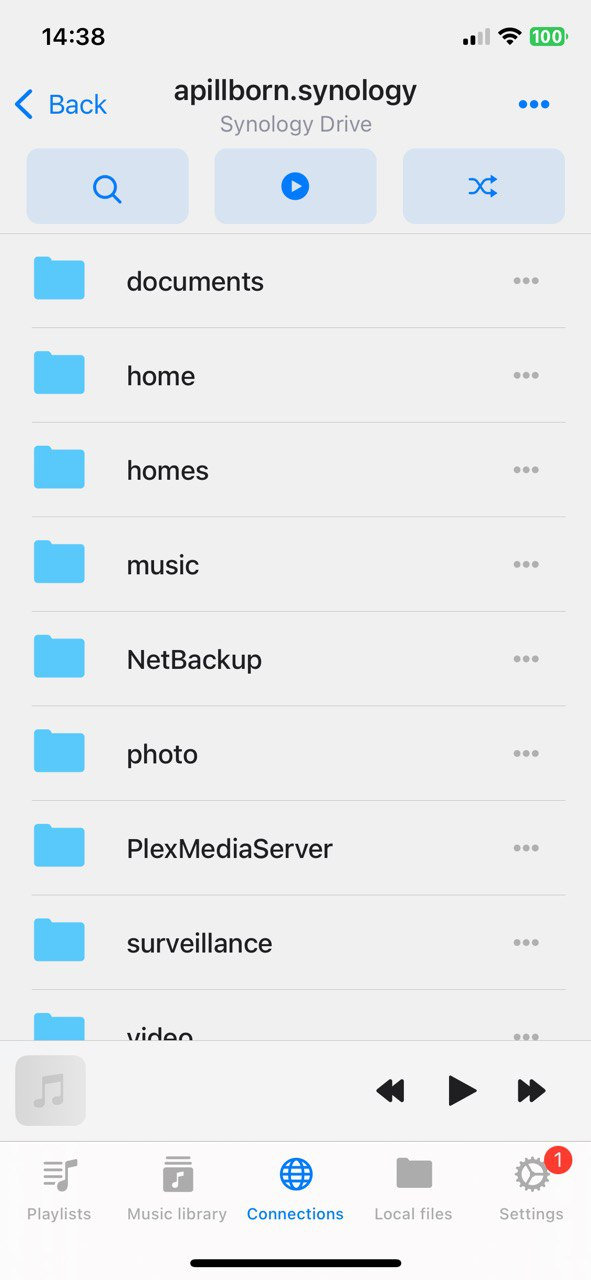 14:38
100
Back
apillborn.synology
Synology Drive
documents
home
homes
music
NetBackup
photo
PlexMediaServer
surveillance
video
1
Playlists
Music library
Connections
Local files
Settings